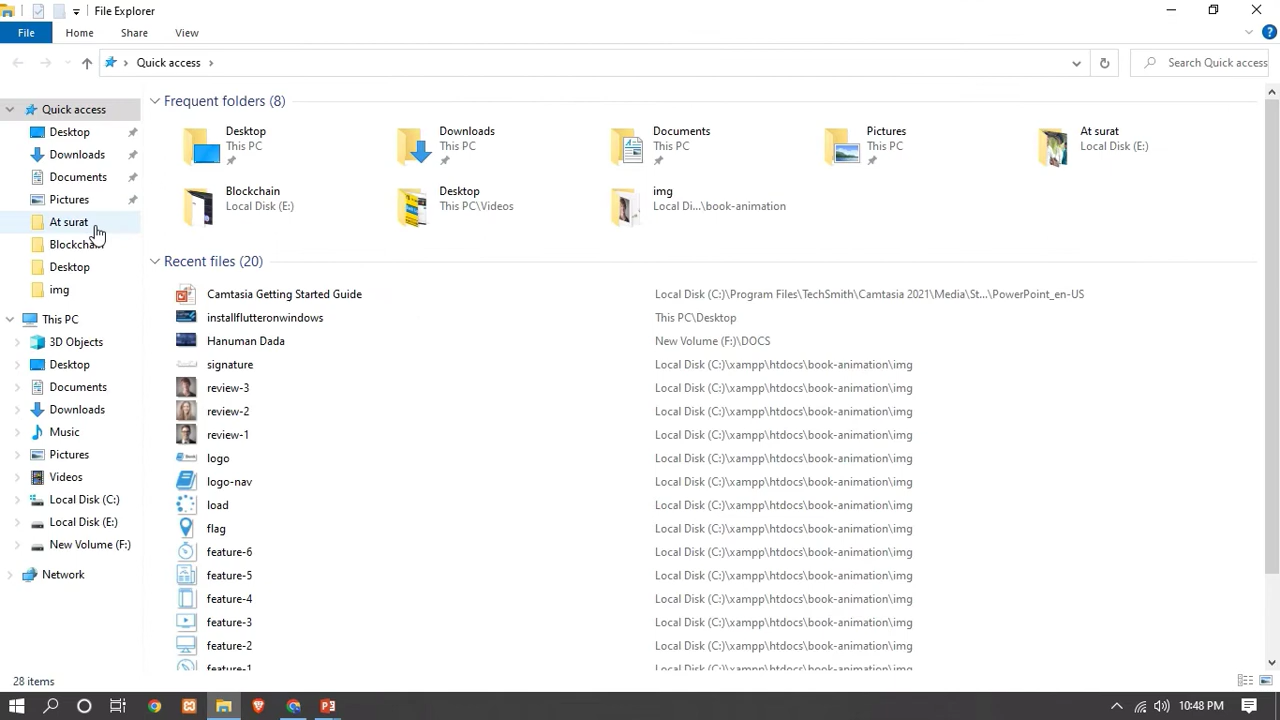 File Explorer
File Home Share View
Quick access
Search Quick access
Quick access
Desktop
Downloads
Documents
Pictures
At surat
Blockchain
Desktop
img
This PC
3D Objects
Desktop
Documents
Downloads
Music
Pictures
Videos
Local Disk (C:)
Local Disk (E:)
New Volume (F:)
Network
Frequent folders (8)
Desktop
This PC
Downloads
This PC
Documents
This PC
Pictures
This PC
At surat
Local Disk (E:)
Blockchain
Local Disk (E:)
Desktop
This PC\Videos
img
Local Di...\book-animation
Recent files (20)
Camtasia Getting Started Guide Local Disk (C:)\Program Files\TechSmith\Camtasia 2021\Media\St...\PowerPoint_en-US
installflutteronwindows This PC\Desktop
Hanuman Dada New Volume (F:)\DOCS
signature Local Disk (C:)\xampp\htdocs\book-animation\img
review-3 Local Disk (C:)\xampp\htdocs\book-animation\img
review-2 Local Disk (C:)\xampp\htdocs\book-animation\img
review-1 Local Disk (C:)\xampp\htdocs\book-animation\img
logo Local Disk (C:)\xampp\htdocs\book-animation\img
logo-nav Local Disk (C:)\xampp\htdocs\book-animation\img
load Local Disk (C:)\xampp\htdocs\book-animation\img
flag Local Disk (C:)\xampp\htdocs\book-animation\img
feature-6 Local Disk (C:)\xampp\htdocs\book-animation\img
feature-5 Local Disk (C:)\xampp\htdocs\book-animation\img
feature-4 Local Disk (C:)\xampp\htdocs\book-animation\img
feature-3 Local Disk (C:)\xampp\htdocs\book-animation\img
feature-2 Local Disk (C:)\xampp\htdocs\book-animation\img
feature-1 Local Disk (C:)\xampp\htdocs\book-animation\img
28 items
10:48 PM